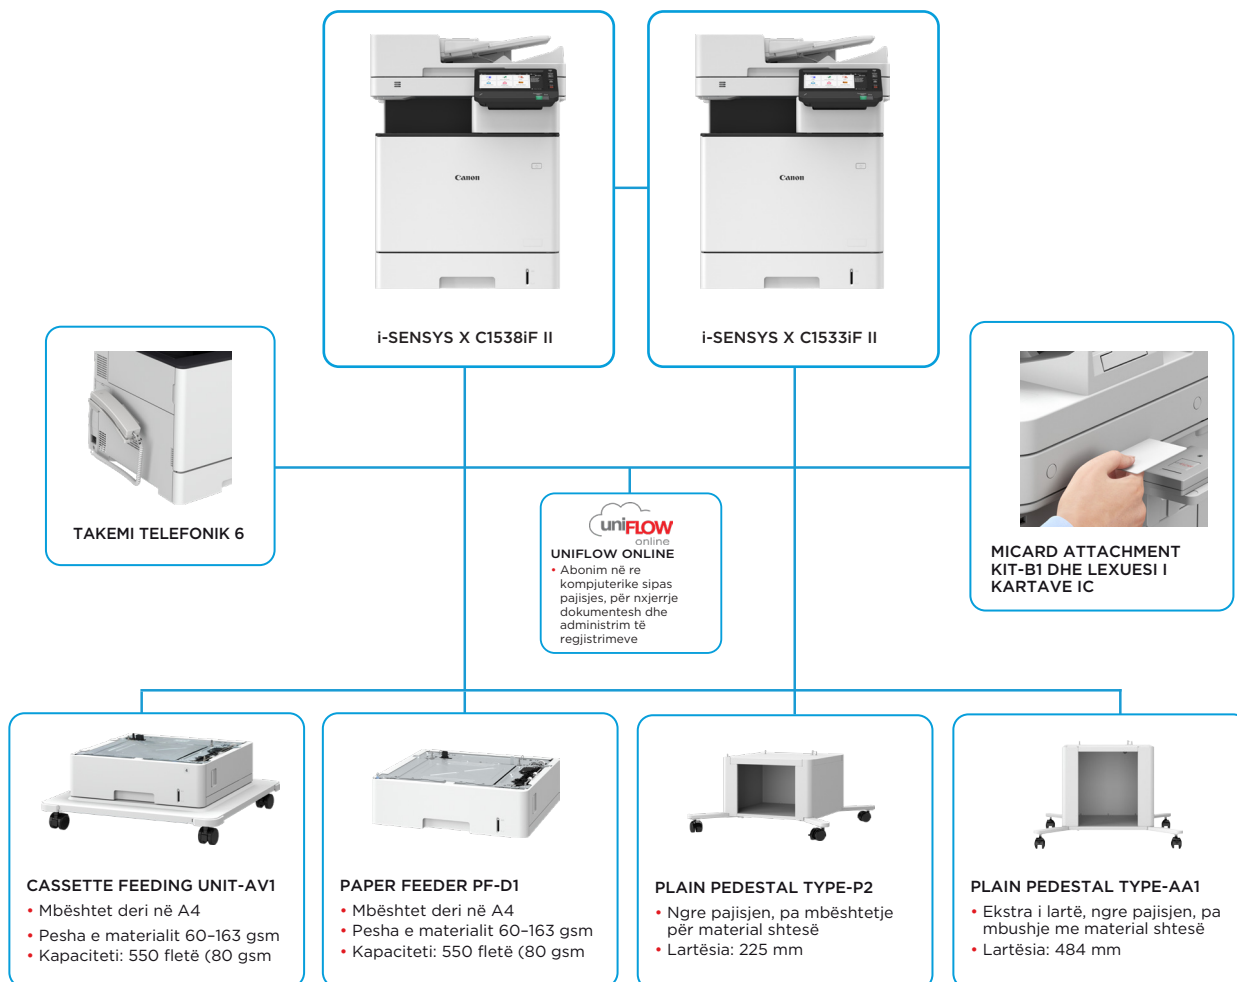 Canon
Canon
i-SENSYS X C1538iF II
i-SENSYS X C1533iF II
TAKEMI TELEFONIK 6
uniFLOW
online
UNIFLOW ONLINE
• Abonim në re
kompjuterike sipas
pajisjes, për nxjerrje
dokumentesh dhe
administrim të
regjistrimeve
MICARD ATTACHMENT
KIT-B1 DHE LEXUESI I
KARTAVE IC
CASSETTE FEEDING UNIT-AV1
• Mbështet deri në A4
• Pesha e materialit 60–163 gsm
• Kapaciteti: 550 fletë (80 gsm
PAPER FEEDER PF-D1
• Mbështet deri në A4
• Pesha e materialit 60–163 gsm
• Kapaciteti: 550 fletë (80 gsm
PLAIN PEDESTAL TYPE-P2
• Ngre pajisjen, pa mbështetje
për material shtesë
• Lartësia: 225 mm
PLAIN PEDESTAL TYPE-AA1
• Ekstra i lartë, ngre pajisjen, pa
mbushje me material shtesë
• Lartësia: 484 mm